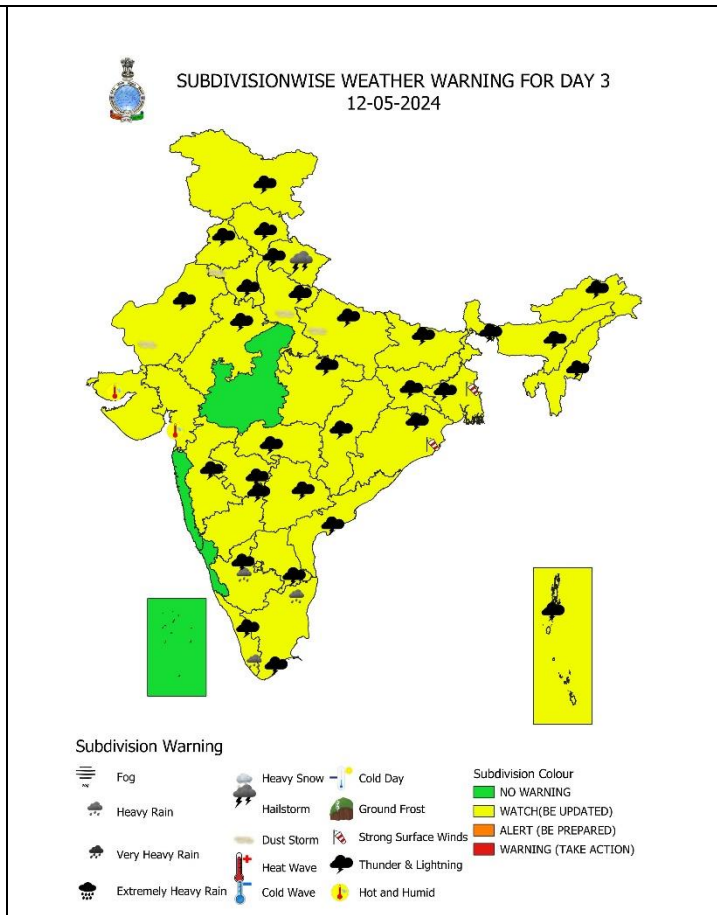 SUBDIVISIONWISE WEATHER WARNING FOR DAY 3
12-05-2024
Subdivision Warning
Fog
Heavy Rain
Very Heavy Rain
Extremely Heavy Rain
Heavy Snow
Hailstorm
Dust Storm
Heat Wave
Cold Wave
Cold Day
Ground Frost
Strong Surface Winds
Thunder & Lightning
Hot and Humid
Subdivision Colour
NO WARNING
WATCH(BE UPDATED)
ALERT (BE PREPARED)
WARNING (TAKE ACTION)